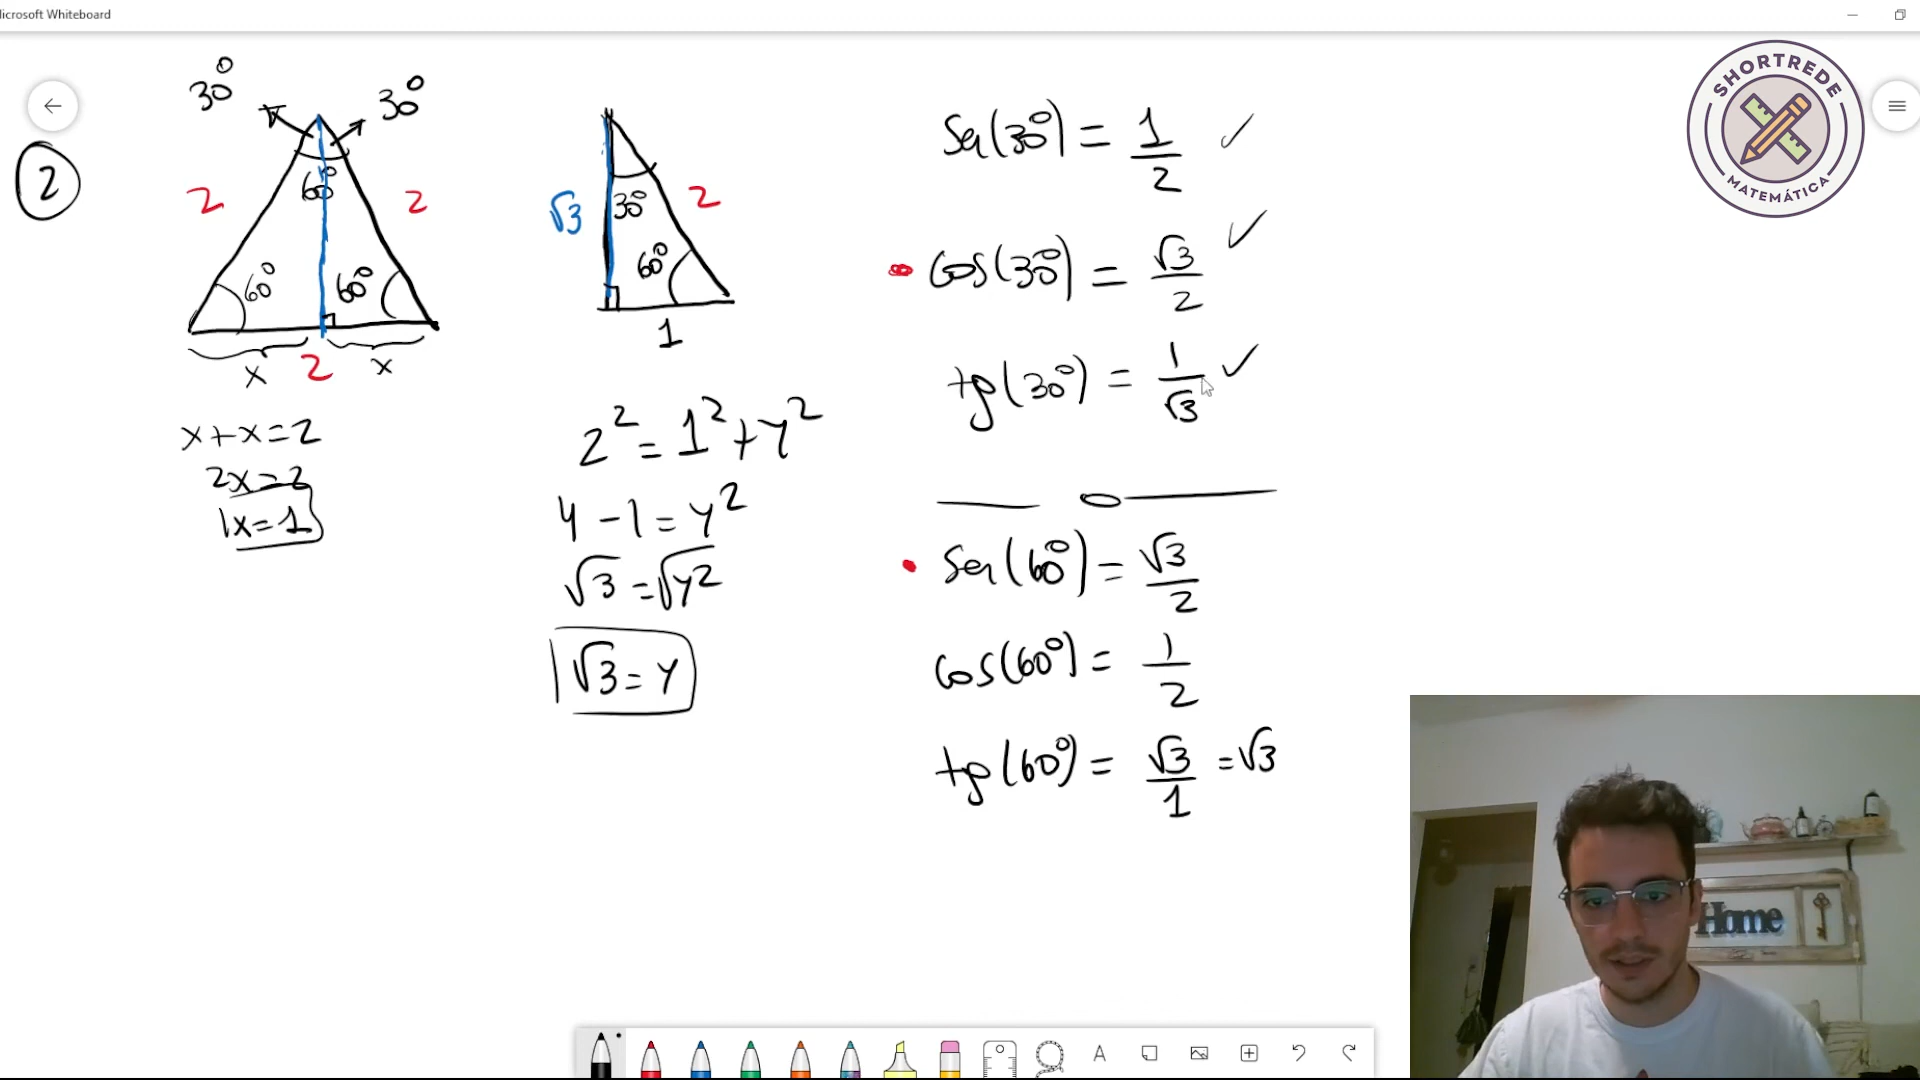 Microsoft Whiteboard
SHORTREDE
MATEMÁTICA
2
30°
30°
60°
2
2
60°
60°
x
2
x
x+x=2
2x=2
x=1
√3
30°
2
60°
1
2² = 1² + y²
4 - 1 = y²
√3 = √y²
√3 = y
Sen(30°) = 1/2 ✓
• Cos(30°) = √3/2 ✓
tg(30°) = 1/√3 ✓
• Sen(60°) = √3/2
Cos(60°) = 1/2
tg(60°) = √3/1 = √3
Home
A